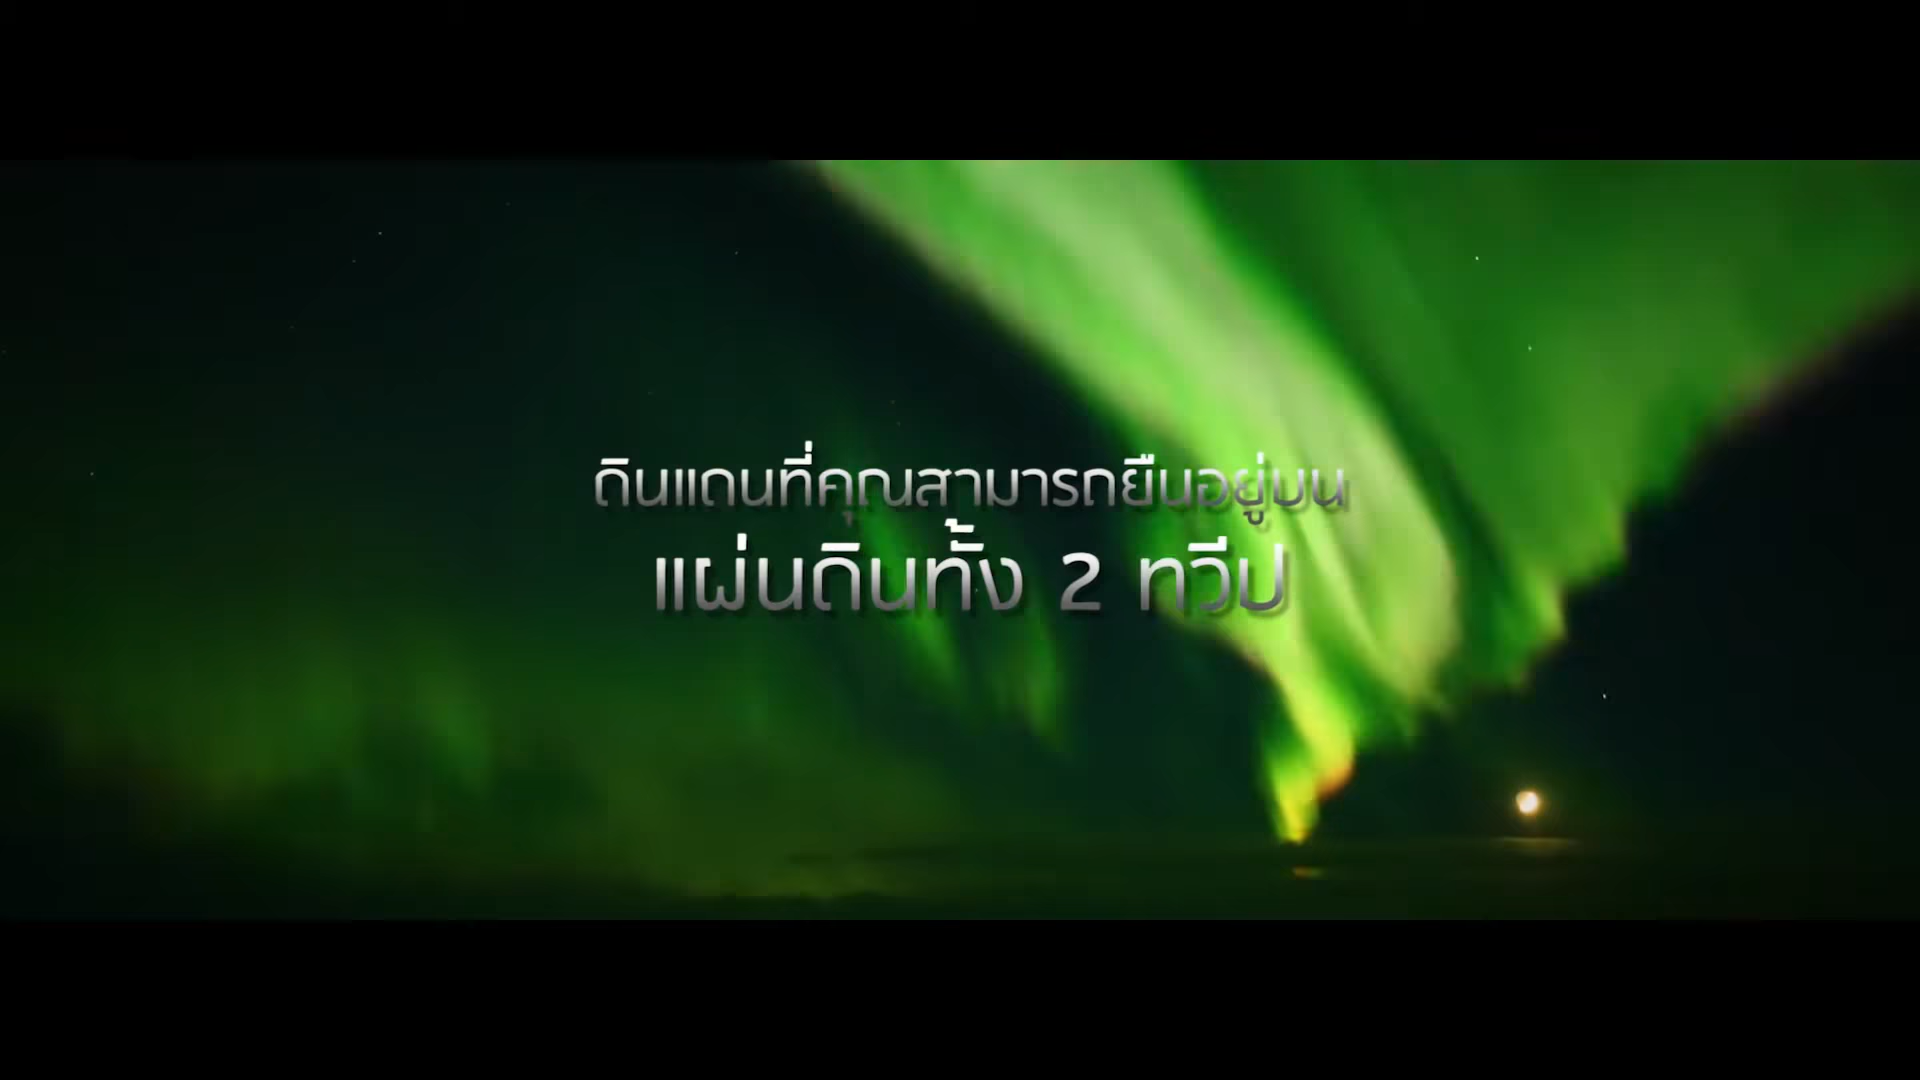 ดินแดนที่คุณสามารถยืนอยู่บน
แผ่นดินทั้ง 2 ทวีป